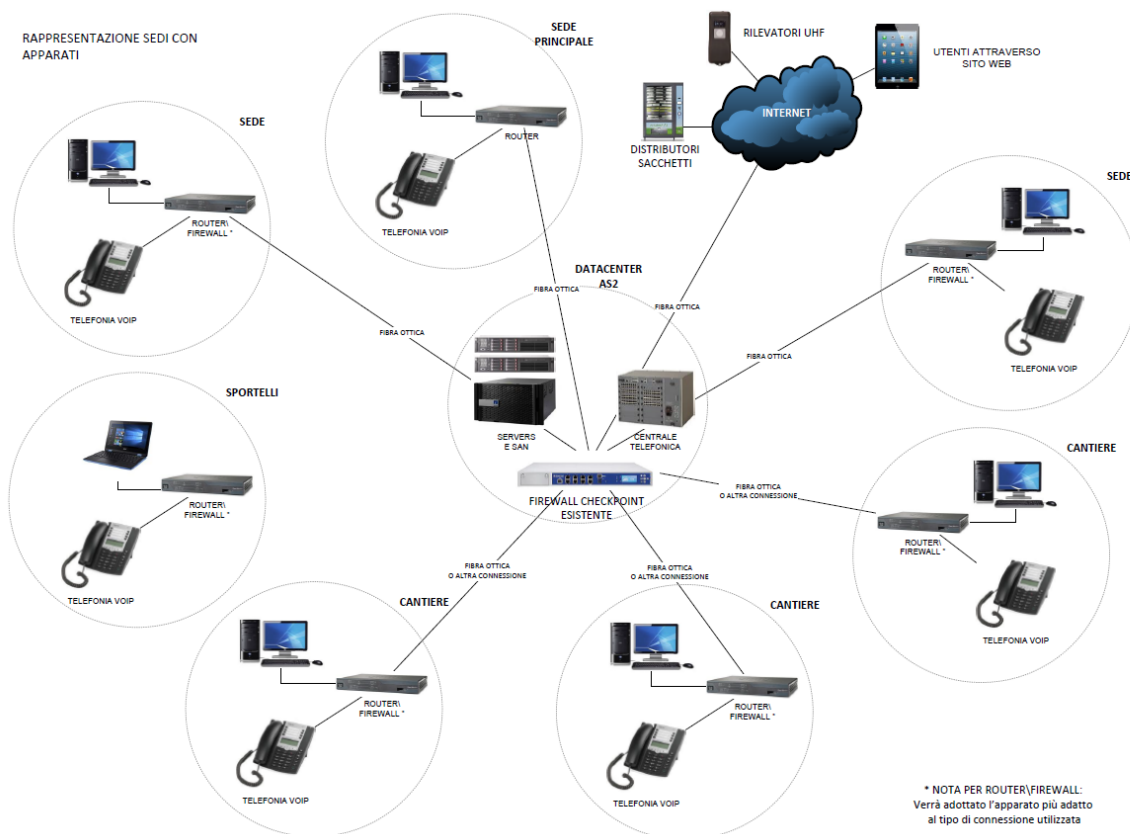 RAPPRESENTAZIONE SEDI CON
APPARATI
SEDE
PRINCIPALE
ROUTER
TELEFONIA VOIP
RILEVATORI UHF
UTENTI ATTRAVERSO
SITO WEB
INTERNET
DISTRIBUTORI
SACCHETTI
SEDE
ROUTER\
FIREWALL *
TELEFONIA VOIP
FIBRA OTTICA
SEDE
ROUTER\
FIREWALL *
TELEFONIA VOIP
FIBRA OTTICA
DATACENTER
AS2
FIBRA OTTICA
FIBRA OTTICA
SERVERS
E SAN
CENTRALE
TELEFONICA
FIREWALL CHECKPOINT
ESISTENTE
SPORTELLI
ROUTER\
FIREWALL *
TELEFONIA VOIP
CANTIERE
FIBRA OTTICA
O ALTRA CONNESSIONE
ROUTER\
FIREWALL *
TELEFONIA VOIP
FIBRA OTTICA
O ALTRA CONNESSIONE
CANTIERE
ROUTER\
FIREWALL *
TELEFONIA VOIP
FIBRA OTTICA
O ALTRA CONNESSIONE
CANTIERE
ROUTER\
FIREWALL *
TELEFONIA VOIP
* NOTA PER ROUTER\FIREWALL:
Verrà adottato l'apparato più adatto
al tipo di connessione utilizzata